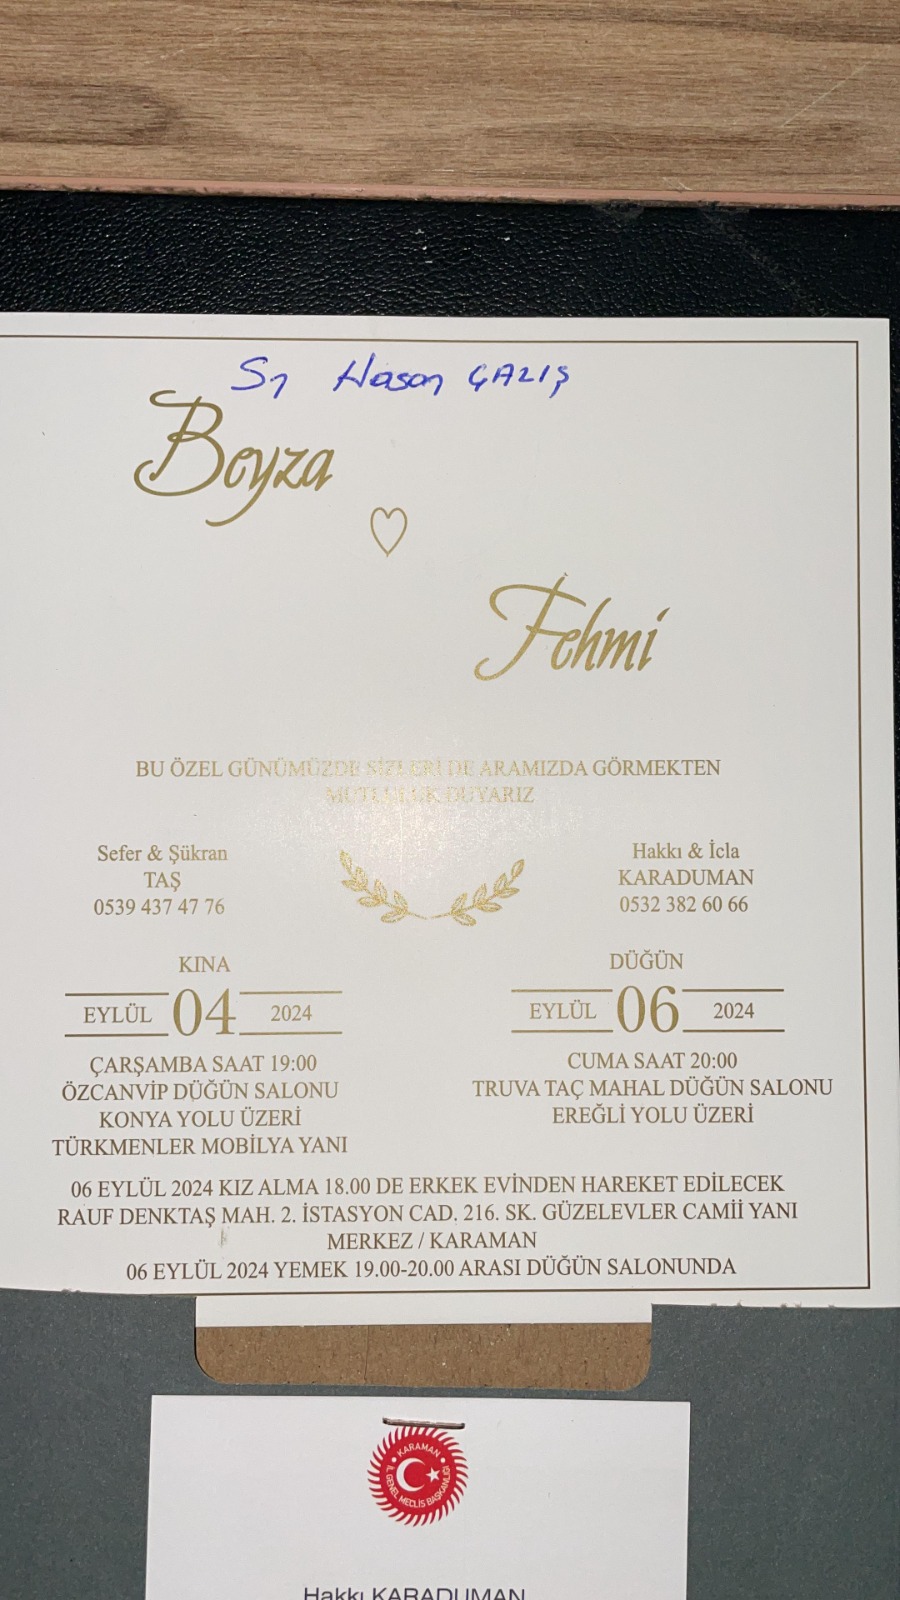 Sn Hasan ÇALIŞ
Beyza
Fehmi
BU ÖZEL GÜNÜMÜZDE SİZLERİ DE ARAMIZDA GÖRMEKTEN
MUTLULUK DUYARIZ
Sefer & Şükran
TAŞ
0539 437 47 76
Hakkı & İcla
KARADUMAN
0532 382 60 66
KINA
EYLÜL 04 2024
ÇARŞAMBA SAAT 19:00
ÖZCANVİP DÜĞÜN SALONU
KONYA YOLU ÜZERİ
TÜRKMENLER MOBİLYA YANI
DÜĞÜN
EYLÜL 06 2024
CUMA SAAT 20:00
TRUVA TAÇ MAHAL DÜĞÜN SALONU
EREĞLİ YOLU ÜZERİ
06 EYLÜL 2024 KIZ ALMA 18.00 DE ERKEK EVİNDEN HAREKET EDİLECEK
RAUF DENKTAŞ MAH. 2. İSTASYON CAD. 216. SK. GÜZELEVLER CAMİİ YANI
MERKEZ / KARAMAN
06 EYLÜL 2024 YEMEK 19.00-20.00 ARASI DÜĞÜN SALONUNDA
KARAMAN
İL GENEL MECLİS BAŞKANLIĞI
Hakkı KARADUMAN